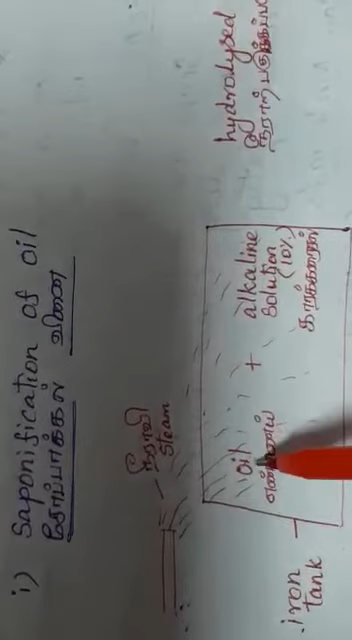 i) Saponification of oil
சோப்பாக்கல் வினை
நீராவி
Steam
oil + alkaline
solution
(10%)
எண்ணெய்
iron
tank
hydrolysed